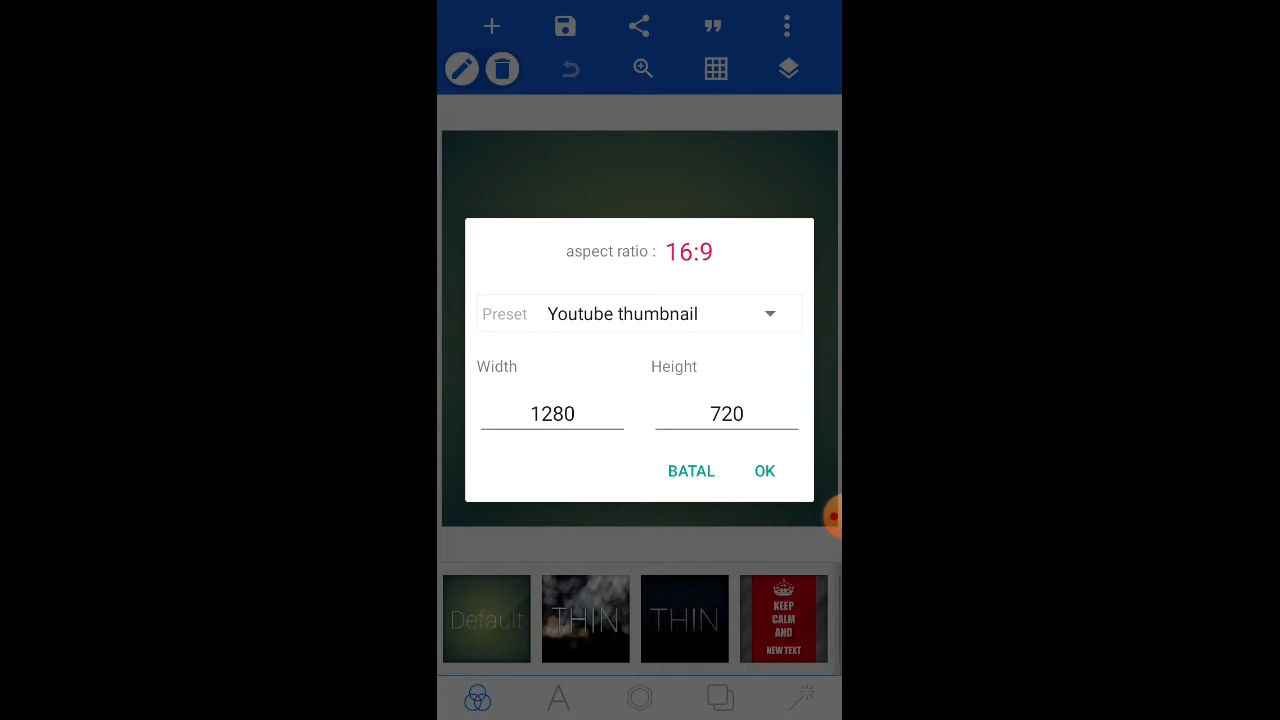 aspect ratio : 16:9
Preset Youtube thumbnail
Width Height
1280 720
BATAL OK
Default THIN THIN KEEP
CALM
AND
NEW TEXT